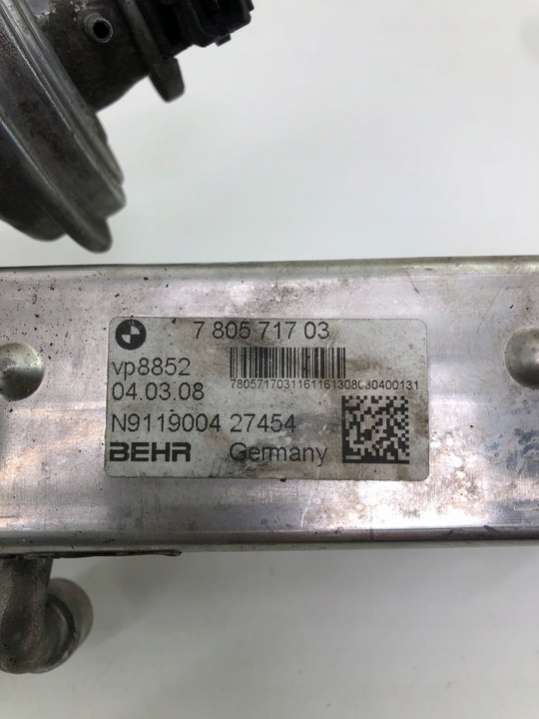 7 805 717 03
vp8852
04.03.08
N9119004 27454
BEHR Germany